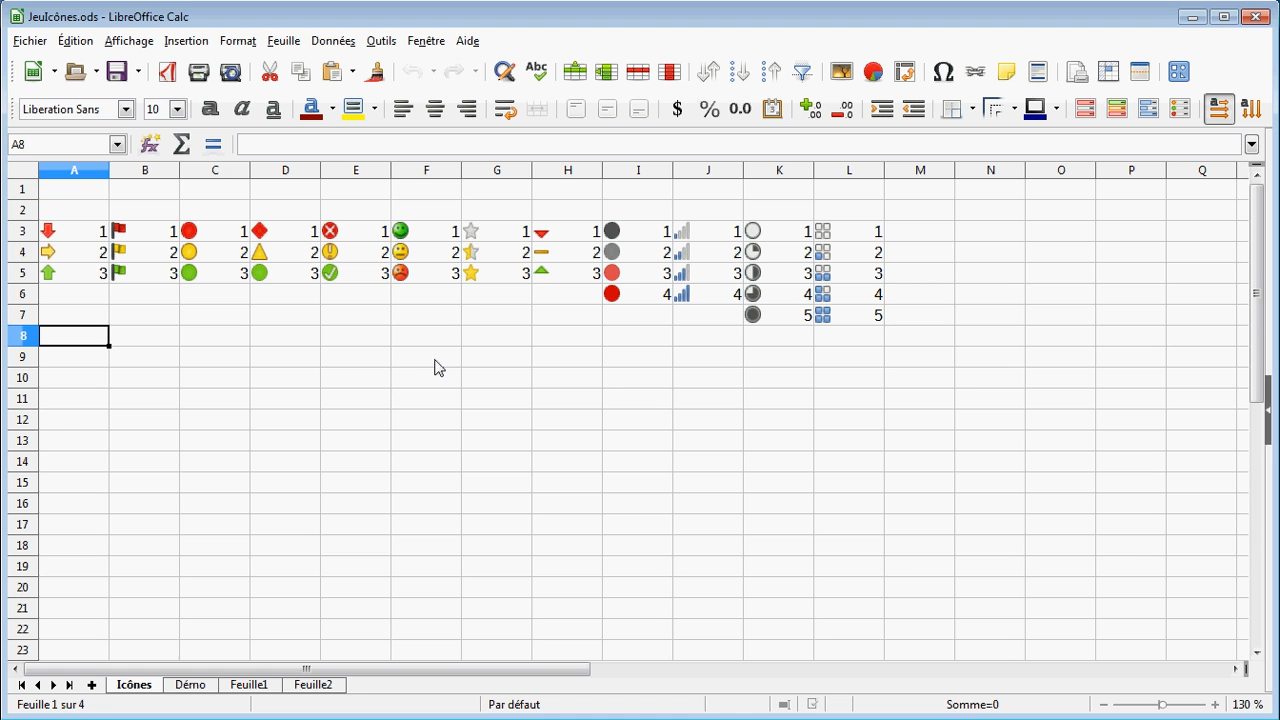 JeuIcônes.ods - LibreOffice Calc
Fichier Édition Affichage Insertion Format Feuille Données Outils Fenêtre Aide
Abc
Liberation Sans 10 a a a a $ % 0.0
A8
A B C D E F G H I J K L M N O P Q
1
2
3 1 1 1 1 1 1 1 1 1 1 1 1
4 2 2 2 2 2 2 2 2 2 2 2 2
5 3 3 3 3 3 3 3 3 3 3 3 3
6 4 4 4 4
7 5 5
8
9
10
11
12
13
14
15
16
17
18
19
20
21
22
23
Icônes Démo Feuille1 Feuille2
Feuille 1 sur 4 Par défaut Somme=0 130 %